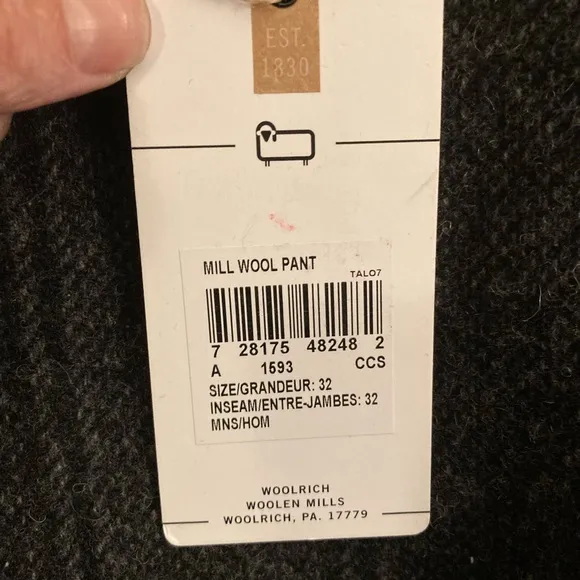 EST.
1830
MILL WOOL PANT
TALO7
7 28175 48248 2
A 1593 CCS
SIZE/GRANDEUR: 32
INSEAM/ENTRE-JAMBES: 32
MNS/HOM
WOOLRICH
WOOLEN MILLS
WOOLRICH, PA. 17779